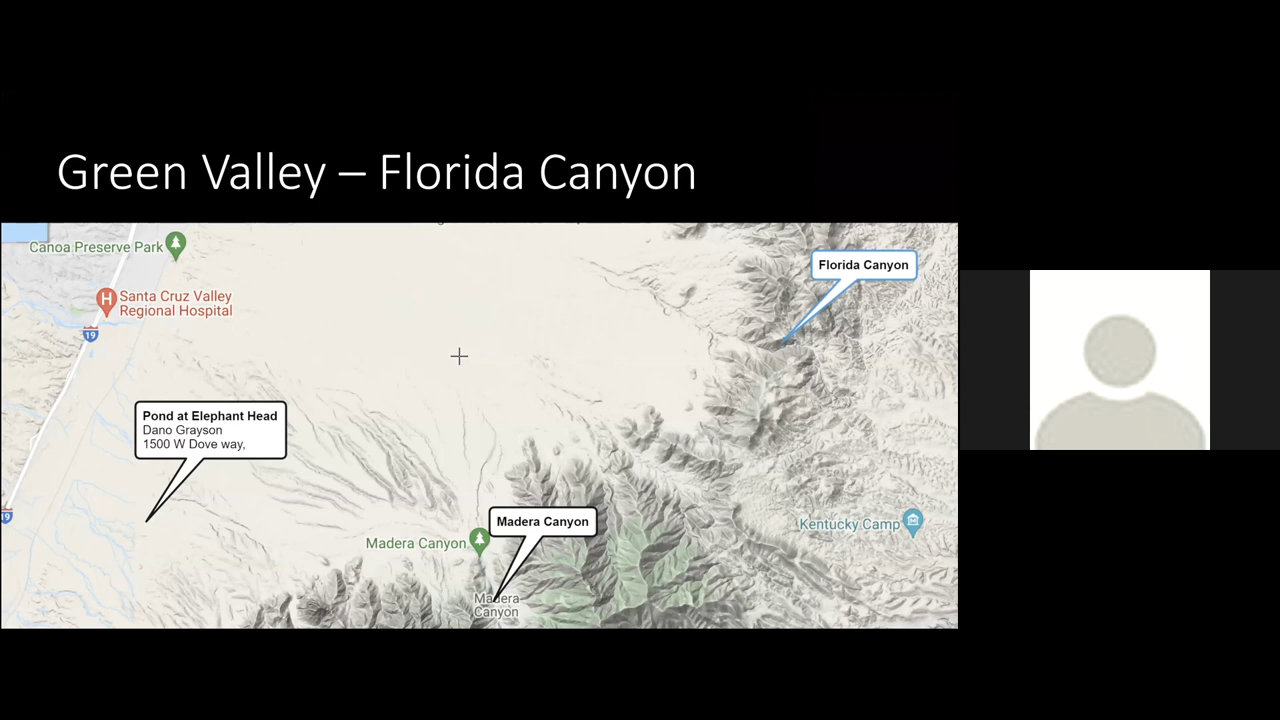 Green Valley – Florida Canyon
Canoa Preserve Park
Florida Canyon
H
Santa Cruz Valley
Regional Hospital
19
Pond at Elephant Head
Dano Grayson
1500 W Dove way,
19
Madera Canyon
Kentucky Camp
Madera Canyon
Madera
Canyon